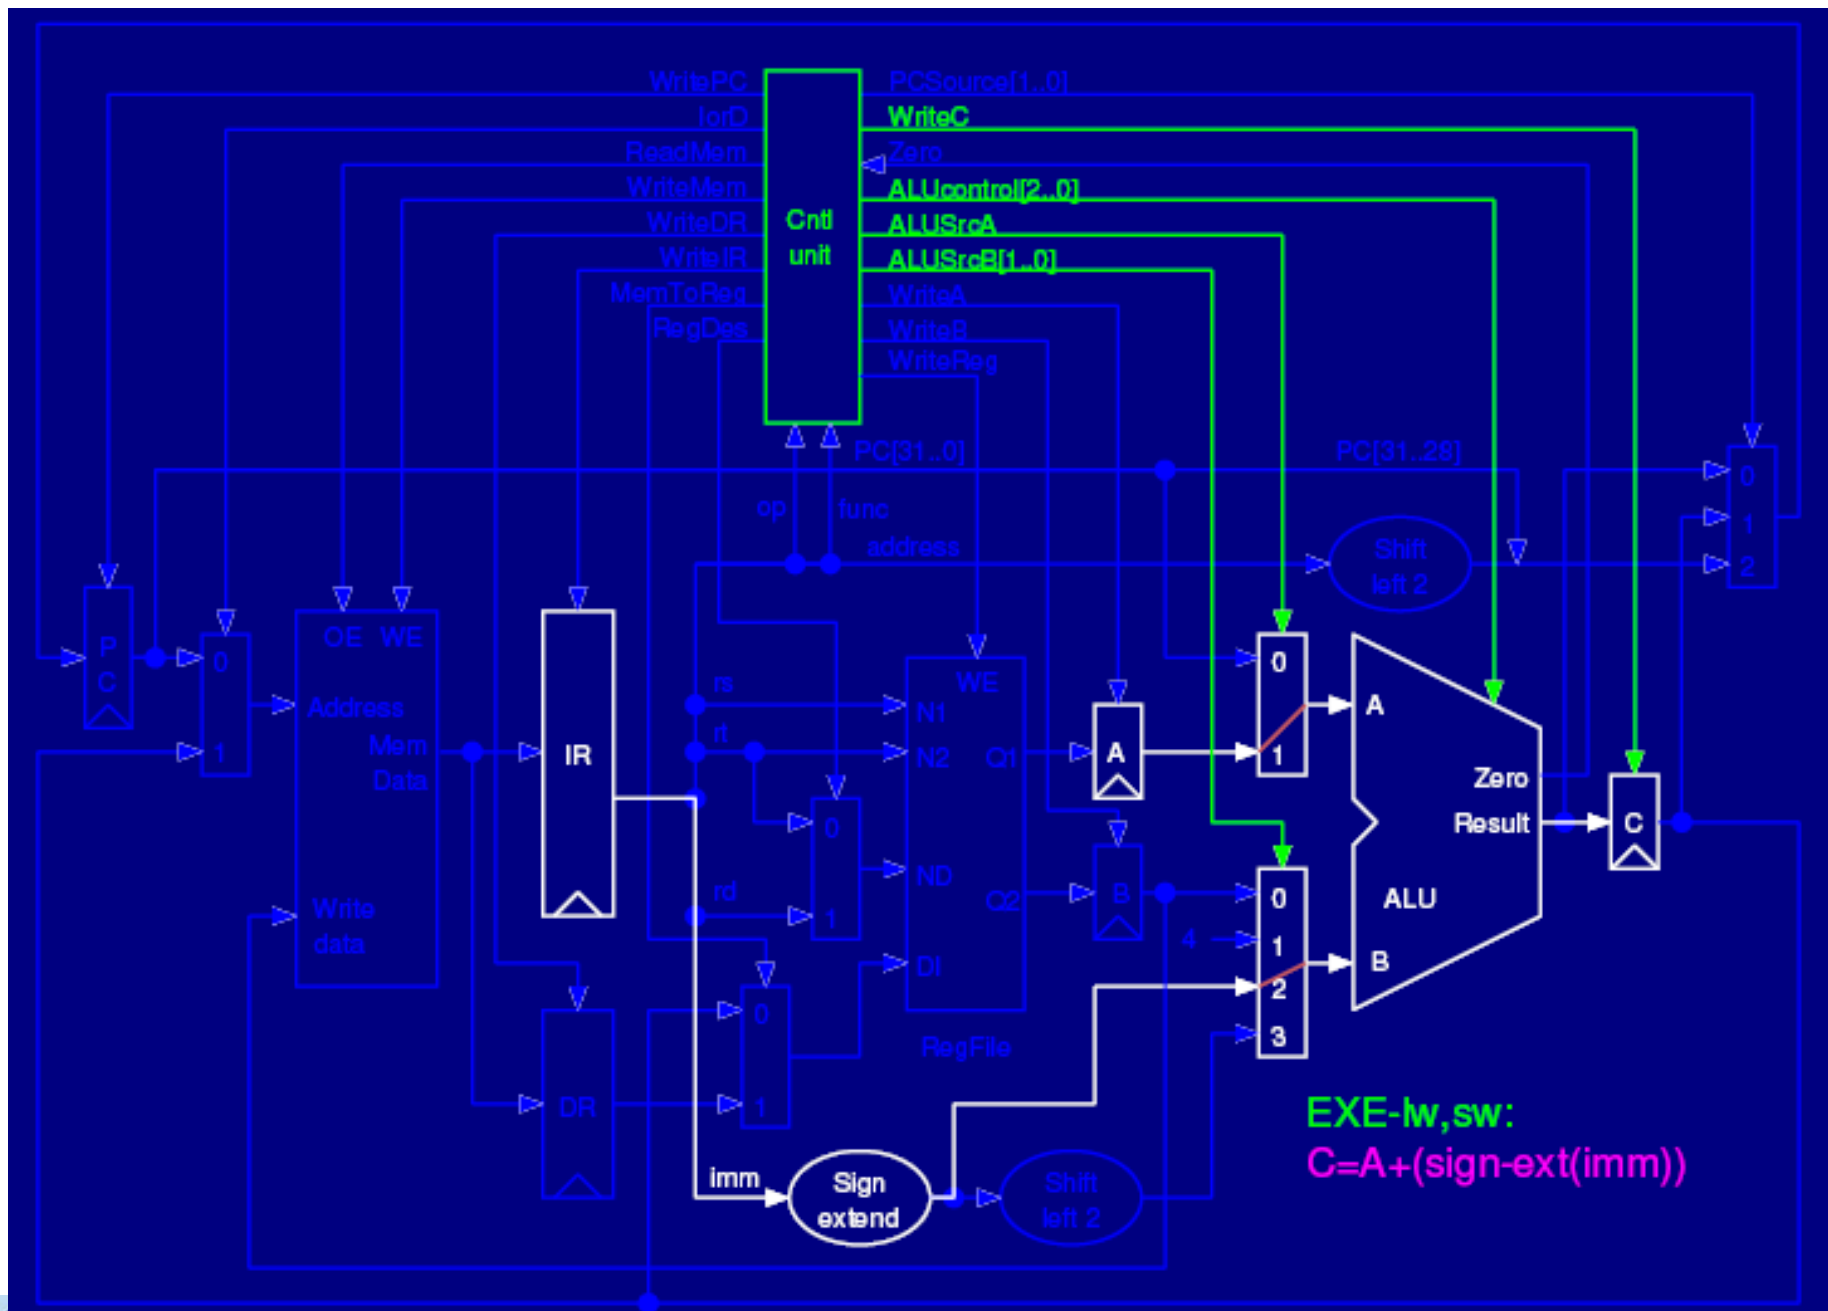 WritePC
PCSource[1..0]
IorD
WriteC
ReadMem
Zero
WriteMem
ALUcontrol[2..0]
WriteDR
ALUSrcA
WriteIR
ALUSrcB[1..0]
MemToReg
WriteA
RegDes
WriteB
WriteReg
Cntl
unit
PC[31..0]
PC[31..28]
op
func
address
Shift
left 2
0
1
2
P
C
0
1
OE WE
Address
Mem
Data
Write
data
IR
rs
rt
rd
0
1
WE
N1
N2
Q1
ND
Q2
DI
RegFile
A
B
4
0
1
0
1
2
3
A
B
Zero
Result
ALU
C
DR
0
1
imm
Sign
extend
Shift
left 2
EXE-lw,sw:
C=A+(sign-ext(imm))